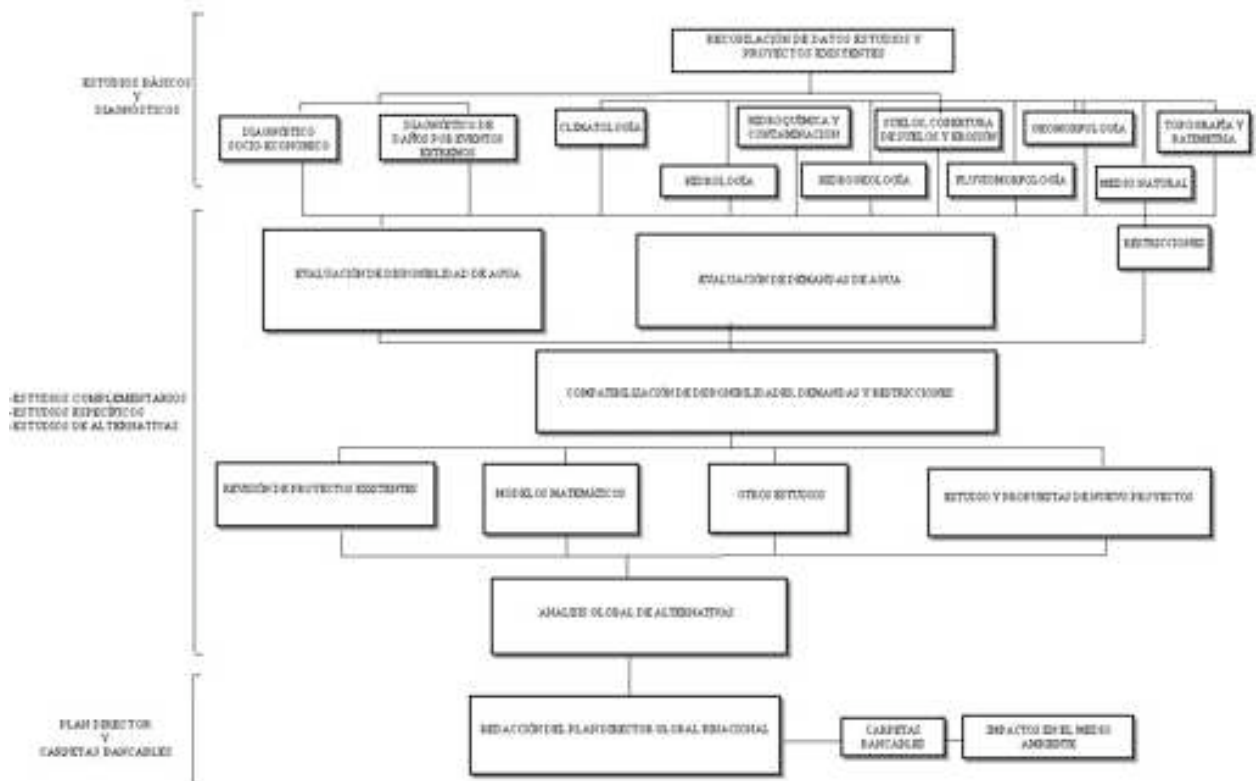 RECOPILACIÓN DE DATOS ESTUDIOS Y
PROYECTOS EXISTENTES
ESTUDIOS BÁSICOS
Y
DIAGNÓSTICOS
DIAGNÓSTICO
SOCIO-ECONÓMICO
DIAGNÓSTICO DE
DAÑOS POR EVENTOS
EXTREMOS
CLIMATOLOGÍA
HIDROQUÍMICA Y
CONTAMINACIÓN
SUELOS, COBERTURA
DE SUELOS Y EROSIÓN
GEOMORFOLOGÍA
TOPOGRAFÍA Y
BATIMETRÍA
HIDROLOGÍA
HIDROGEOLOGÍA
FLUVIOMORFOLOGÍA
MEDIO NATURAL
RESTRICCIONES
EVALUACIÓN DE DISPONIBILIDAD DE AGUA
EVALUACIÓN DE DEMANDAS DE AGUA
COMPATIBILIZACIÓN DE DISPONIBILIDADES, DEMANDAS Y RESTRICCIONES
-ESTUDIOS COMPLEMENTARIOS
-ESTUDIOS ESPECÍFICOS
-ESTUDIOS DE ALTERNATIVAS
REVISIÓN DE PROYECTOS EXISTENTES
MODELOS MATEMÁTICOS
OTROS ESTUDIOS
ESTUDIO Y PROPUESTAS DE NUEVO PROYECTOS
ANÁLISIS GLOBAL DE ALTERNATIVAS
PLAN DIRECTOR
Y
CARPETAS BANCABLES
REDACCIÓN DEL PLAN DIRECTOR GLOBAL BINACIONAL
CARPETAS
BANCABLES
IMPACTOS EN EL MEDIO
AMBIENTE